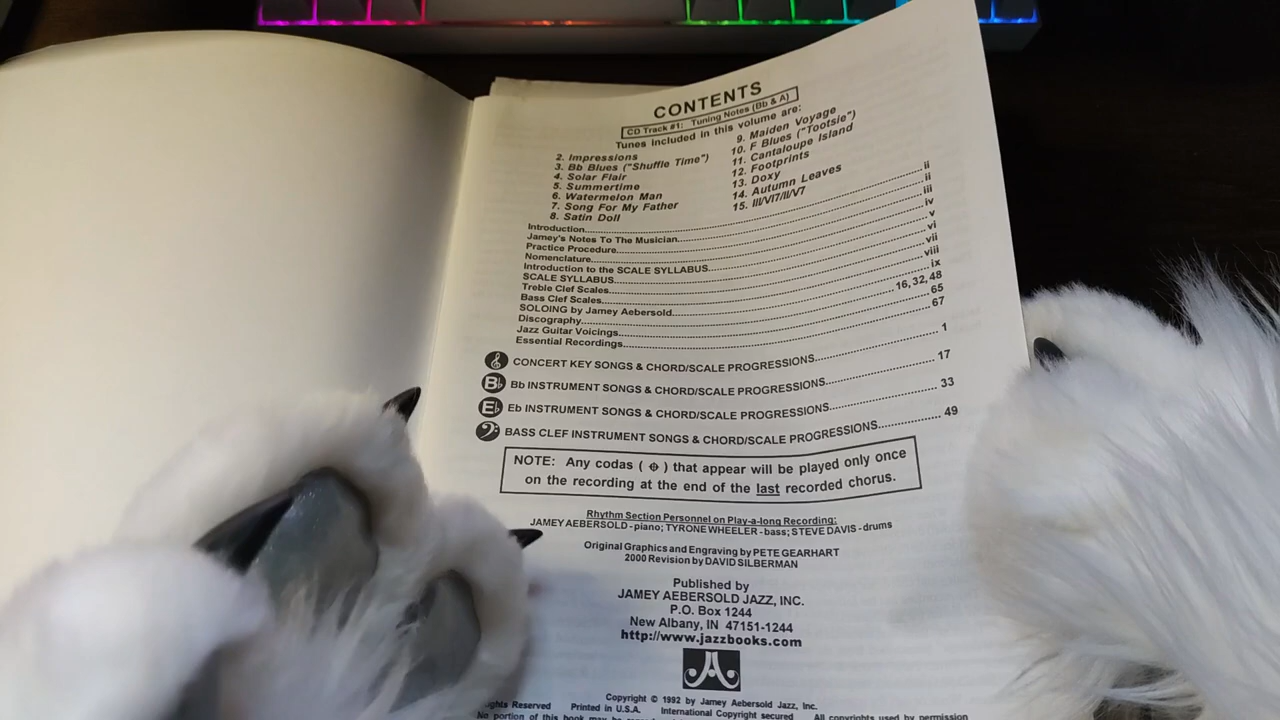 CONTENTS
CD Track #1: Tuning Notes (Bb & A)
Tunes included in this volume are:
2. Impressions
3. Bb Blues ("Shuffle Time")
4. Solar Flair
5. Summertime
6. Watermelon Man
7. Song For My Father
8. Satin Doll
9. Maiden Voyage
10. F Blues ("Tootsie")
11. Cantaloupe Island
12. Footprints
13. Doxy
14. Autumn Leaves
15. III/VI7/II/V7
Introduction..........ii
Jamey's Notes To The Musician..........ii
Practice Procedure..........iii
Nomenclature..........iv
Introduction to the SCALE SYLLABUS..........v
SCALE SYLLABUS..........vi
Treble Clef Scales..........vii
Bass Clef Scales..........viii
SOLOING by Jamey Aebersold..........ix
Discography..........16, 32, 48
Jazz Guitar Voicings..........65
Essential Recordings..........67
CONCERT KEY SONGS & CHORD/SCALE PROGRESSIONS..........1
B♭ Bb INSTRUMENT SONGS & CHORD/SCALE PROGRESSIONS..........17
E♭ Eb INSTRUMENT SONGS & CHORD/SCALE PROGRESSIONS..........33
BASS CLEF INSTRUMENT SONGS & CHORD/SCALE PROGRESSIONS..........49
NOTE: Any codas ( 𝄌 ) that appear will be played only once
on the recording at the end of the last recorded chorus.
Rhythm Section Personnel on Play-a-long Recording:
JAMEY AEBERSOLD - piano; TYRONE WHEELER - bass; STEVE DAVIS - drums
Original Graphics and Engraving by PETE GEARHART
2000 Revision by DAVID SILBERMAN
Published by
JAMEY AEBERSOLD JAZZ, INC.
P.O. Box 1244
New Albany, IN 47151-1244
http://www.jazzbooks.com
Copyright © 1992 by Jamey Aebersold Jazz, Inc.
Reserved Printed in U.S.A. International Copyright secured All copyrights used by permission
No portion of this book may be